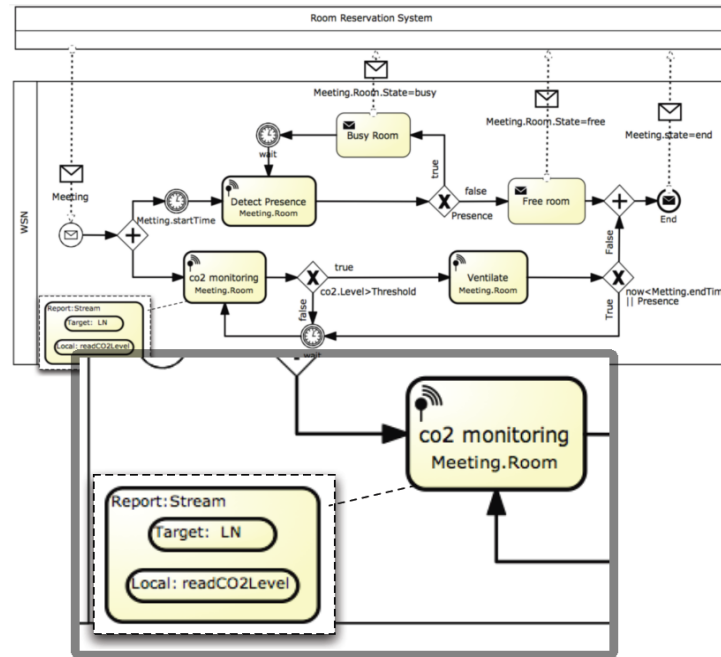 Room Reservation System
Meeting.Room.State=busy
Meeting.Room.State=free
Meeting.state=end
Meeting
WSN
Busy Room
wait
true
Metting.startTime
Detect Presence
Meeting.Room
Presence
false
Free room
End
co2 monitoring
Meeting.Room
true
co2.Level>Threshold
false
Ventilate
Meeting.Room
False
now<Metting.endTim
|| Presence
True
wait
Report:Stream
Target: LN
Local: readCO2Level
co2 monitoring
Meeting.Room
Report:Stream
Target: LN
Local: readCO2Level